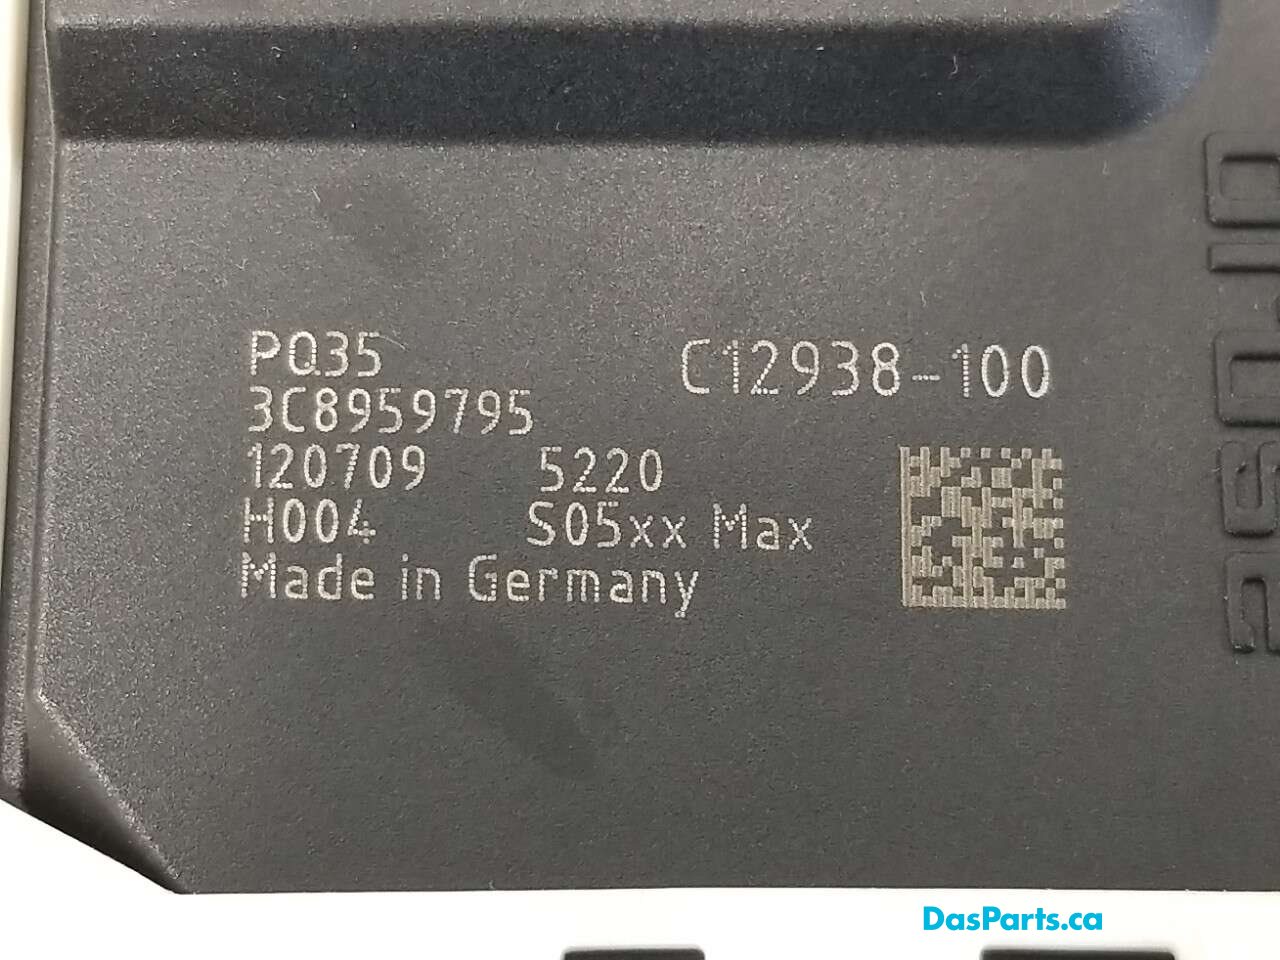 PQ35
C12938-100
3C8959795
120709 5220
H004 S05xx Max
Made in Germany
DasParts.ca